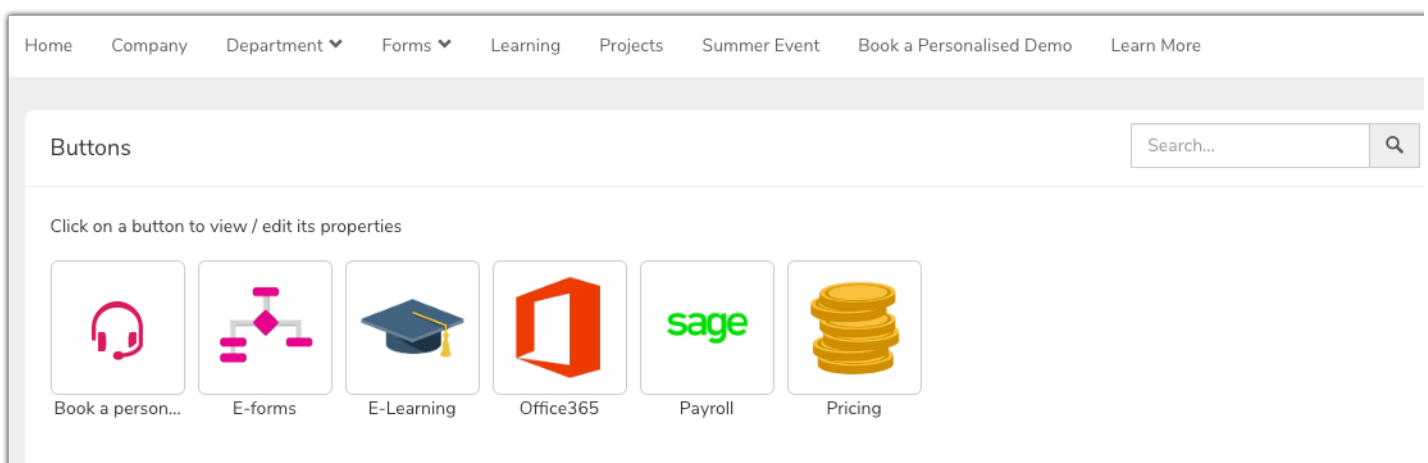 Home Company Department Forms Learning Projects Summer Event Book a Personalised Demo Learn More
Buttons
Search...
Click on a button to view / edit its properties
sage
Book a person... E-forms E-Learning Office365 Payroll Pricing